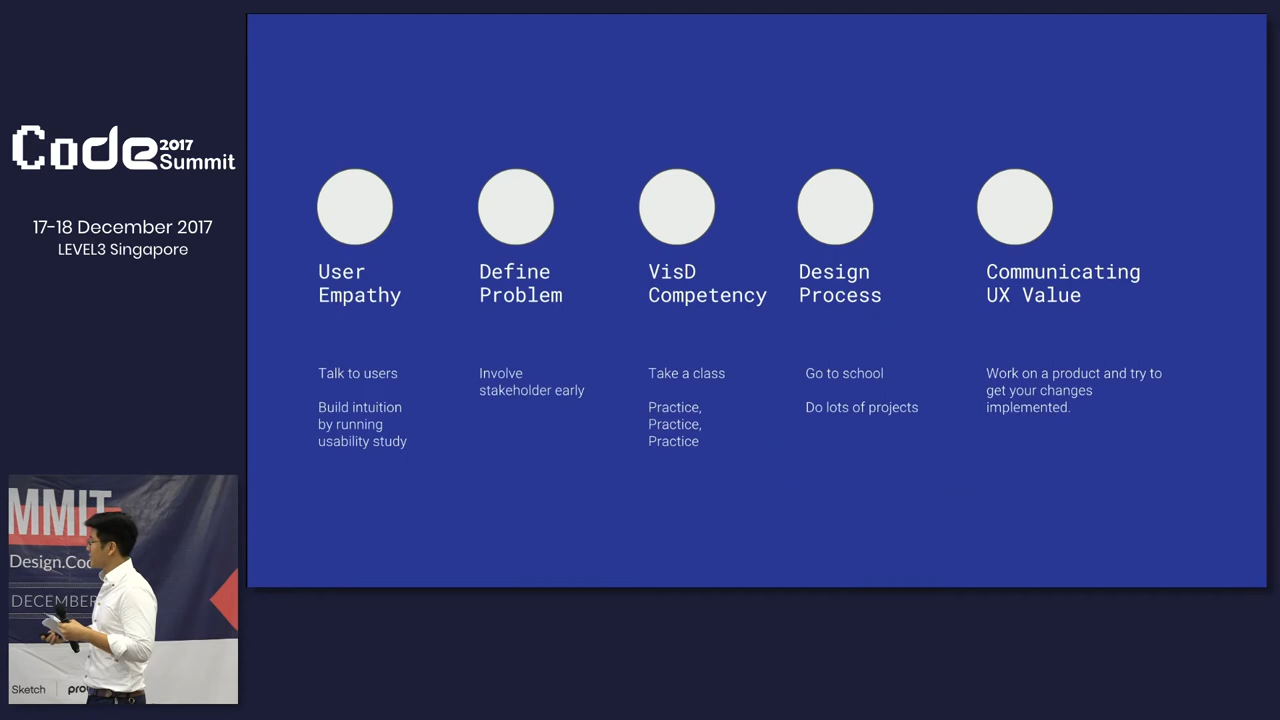 Code 2017
Summit
17-18 December 2017
LEVEL3 Singapore
User
Empathy
Define
Problem
VisD
Competency
Design
Process
Communicating
UX Value
Talk to users
Build intuition
by running
usability study
Involve
stakeholder early
Take a class
Practice,
Practice,
Practice
Go to school
Do lots of projects
Work on a product and try to
get your changes
implemented.
MMIT
Design.Cod
DECEMBER
Sketch
pro